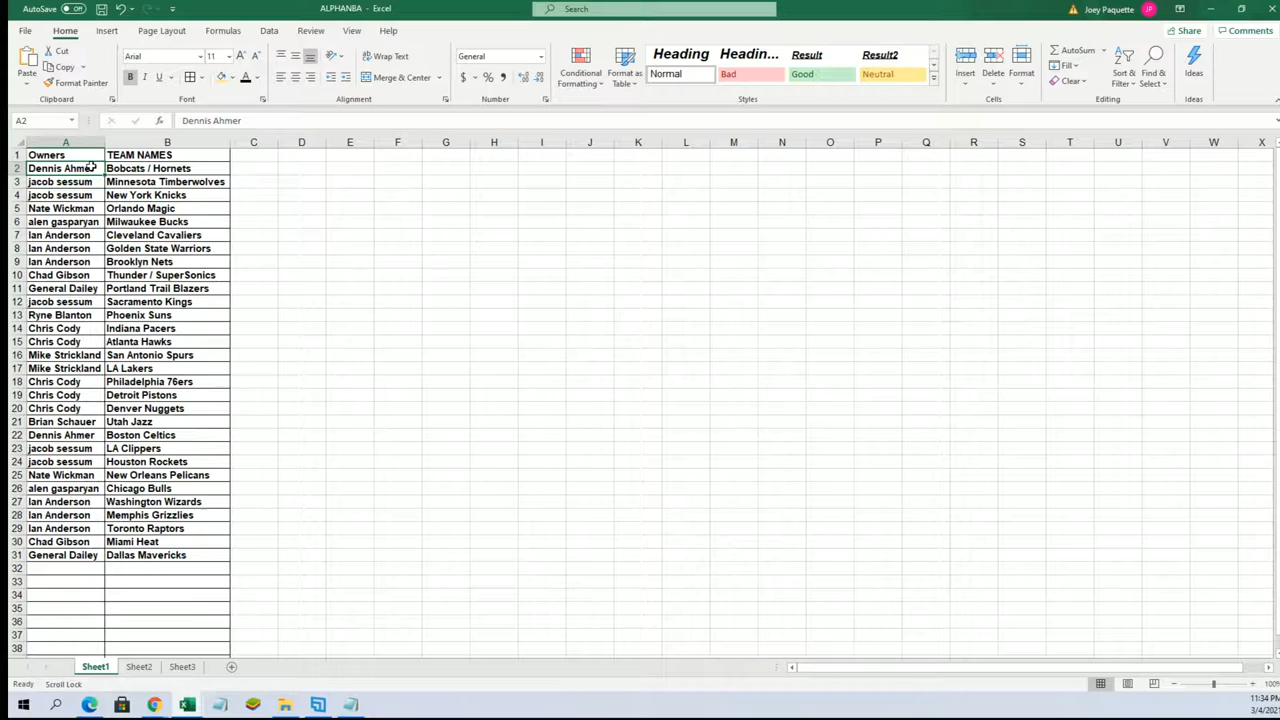 AutoSave Off ALPHANBA - Excel Search Joey Paquette JP
File Home Insert Page Layout Formulas Data Review View Help Share Comments
Paste Cut Copy Format Painter Clipboard
Arial 11 B I U A Font
Wrap Text Merge & Center Alignment
General $ % Number
Conditional Formatting Format as Table
Heading Headin... Result Result2
Normal Bad Good Neutral
Styles
Insert Delete Format Cells
AutoSum Fill Clear Sort & Filter Find & Select Editing
Ideas Ideas
A2 fx Dennis Ahmer
A B C D E F G H I J K L M N O P Q R S T U V W X
1 Owners TEAM NAMES
2 Dennis Ahmer Bobcats / Hornets
3 jacob sessum Minnesota Timberwolves
4 jacob sessum New York Knicks
5 Nate Wickman Orlando Magic
6 alen gasparyan Milwaukee Bucks
7 Ian Anderson Cleveland Cavaliers
8 Ian Anderson Golden State Warriors
9 Ian Anderson Brooklyn Nets
10 Chad Gibson Thunder / SuperSonics
11 General Dailey Portland Trail Blazers
12 jacob sessum Sacramento Kings
13 Ryne Blanton Phoenix Suns
14 Chris Cody Indiana Pacers
15 Chris Cody Atlanta Hawks
16 Mike Strickland San Antonio Spurs
17 Mike Strickland LA Lakers
18 Chris Cody Philadelphia 76ers
19 Chris Cody Detroit Pistons
20 Chris Cody Denver Nuggets
21 Brian Schauer Utah Jazz
22 Dennis Ahmer Boston Celtics
23 jacob sessum LA Clippers
24 jacob sessum Houston Rockets
25 Nate Wickman New Orleans Pelicans
26 alen gasparyan Chicago Bulls
27 Ian Anderson Washington Wizards
28 Ian Anderson Memphis Grizzlies
29 Ian Anderson Toronto Raptors
30 Chad Gibson Miami Heat
31 General Dailey Dallas Mavericks
32
33
34
35
36
37
38
Sheet1 Sheet2 Sheet3
Ready Scroll Lock 100%
11:34 PM